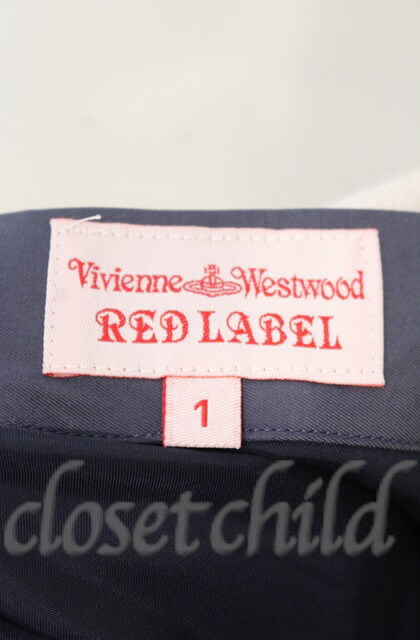 Vivienne Westwood
RED LABEL
1
closet child